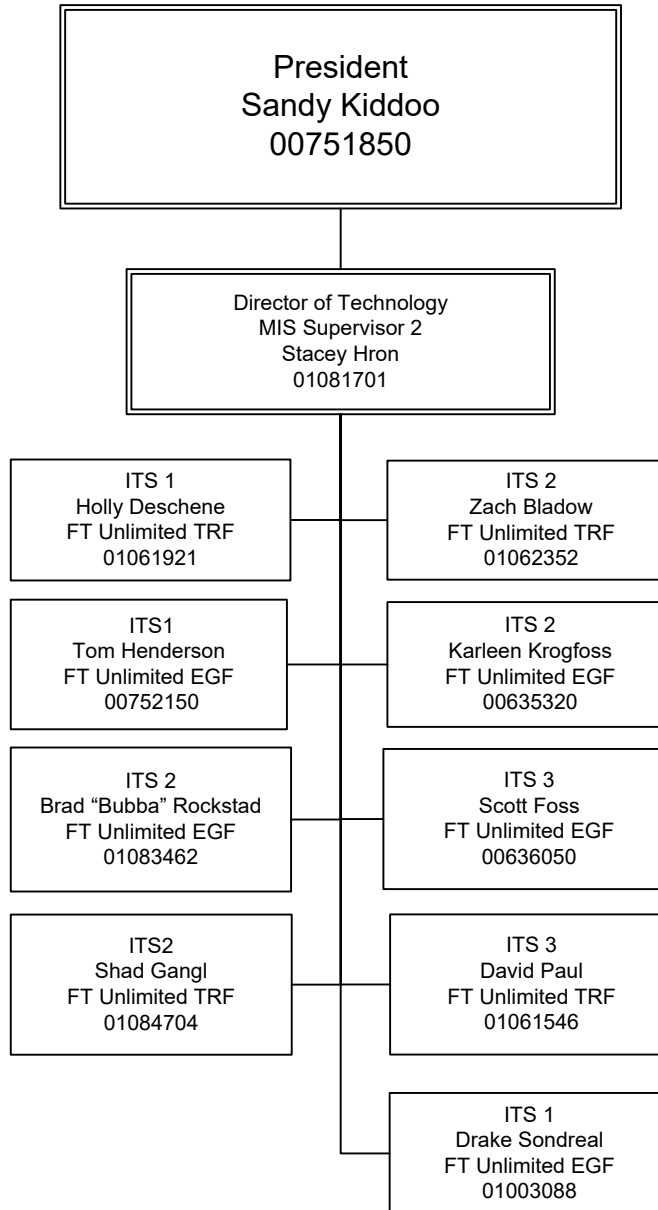 President
Sandy Kiddoo
00751850
Director of Technology
MIS Supervisor 2
Stacey Hron
01081701
ITS 1
Holly Deschene
FT Unlimited TRF
01061921
ITS 2
Zach Bladow
FT Unlimited TRF
01062352
ITS1
Tom Henderson
FT Unlimited EGF
00752150
ITS 2
Karleen Krogfoss
FT Unlimited EGF
00635320
ITS 2
Brad “Bubba” Rockstad
FT Unlimited EGF
01083462
ITS 3
Scott Foss
FT Unlimited EGF
00636050
ITS2
Shad Gangl
FT Unlimited TRF
01084704
ITS 3
David Paul
FT Unlimited TRF
01061546
ITS 1
Drake Sondreal
FT Unlimited EGF
01003088